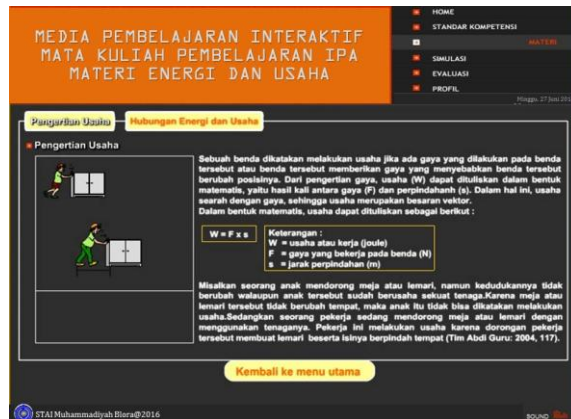 MEDIA PEMBELAJARAN INTERAKTIF
MATA KULIAH PEMBELAJARAN IPA
MATERI ENERGI DAN USAHA
HOME
STANDAR KOMPETENSI
MATERI
SIMULASI
EVALUASI
PROFIL
Minggu, 27 Juni 201
Pengertian Usaha
Hubungan Energi dan Usaha
Pengertian Usaha
Sebuah benda dikatakan melakukan usaha jika ada gaya yang dilakukan pada benda
tersebut atau benda tersebut memberikan gaya yang menyebabkan benda tersebut
berubah posisinya. Dari pengertian gaya, usaha (W) dapat dituliskan dalam bentuk
matematis, yaitu hasil kali antara gaya (F) dan perpindahanh (s). Dalam hal ini, usaha
searah dengan gaya, sehingga usaha merupakan besaran vektor.
Dalam bentuk matematis, usaha dapat dituliskan sebagai berikut :
W = F x s
Keterangan :
W = usaha atau kerja (joule)
F = gaya yang bekerja pada benda (N)
s = jarak perpindahan (m)
Misalkan seorang anak mendorong meja atau lemari, namun kedudukannya tidak
berubah walaupun anak tersebut sudah berusaha sekuat tenaga.Karena meja atau
lemari tersebut tidak berubah tempat, maka anak itu tidak bisa dikatakan melakukan
usaha.Sedangkan seorang pekerja sedang mendorong meja atau lemari dengan
menggunakan tenaganya. Pekerja ini melakukan usaha karena dorongan pekerja
tersebut membuat lemari beserta isinya berpindah tempat (Tim Abdi Guru: 2004, 117).
Kembali ke menu utama
STAI Muhammadiyah Blora@2016
SOUND